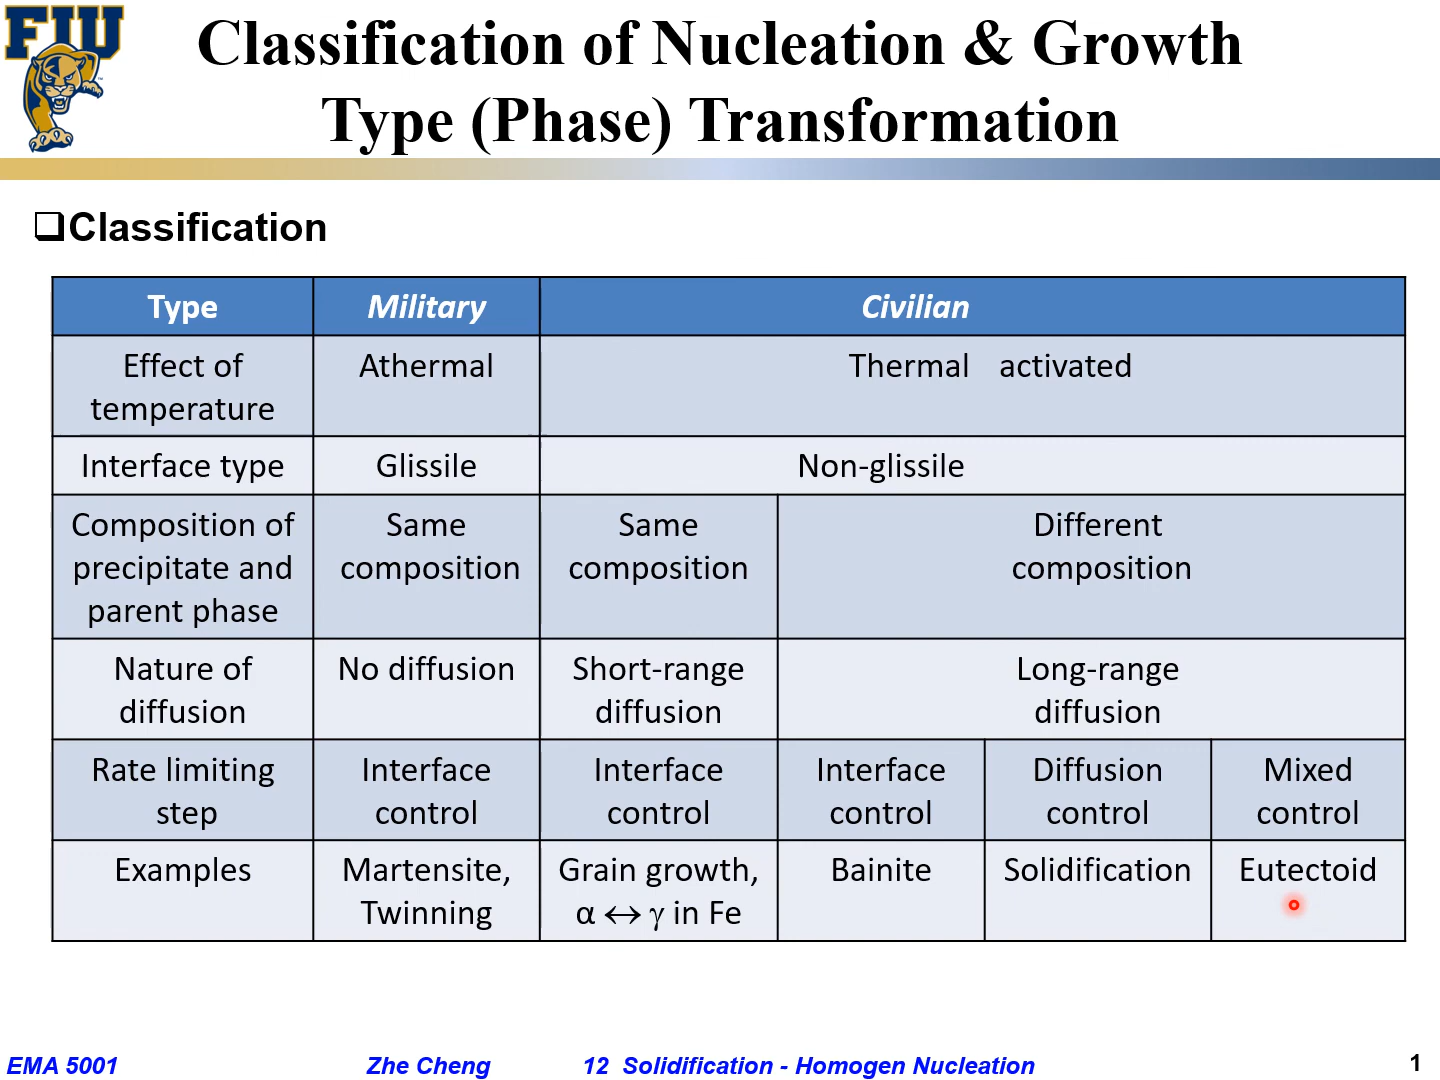 FIU
Classification of Nucleation & Growth
Type (Phase) Transformation
Classification
Type Military Civilian
Effect of temperature Athermal Thermal activated
Interface type Glissile Non-glissile
Composition of precipitate and parent phase Same composition Same composition Different composition
Nature of diffusion No diffusion Short-range diffusion Long-range diffusion
Rate limiting step Interface control Interface control Interface control Diffusion control Mixed control
Examples Martensite, Twinning Grain growth, α ↔ γ in Fe Bainite Solidification Eutectoid
EMA 5001 Zhe Cheng 12 Solidification - Homogen Nucleation 1